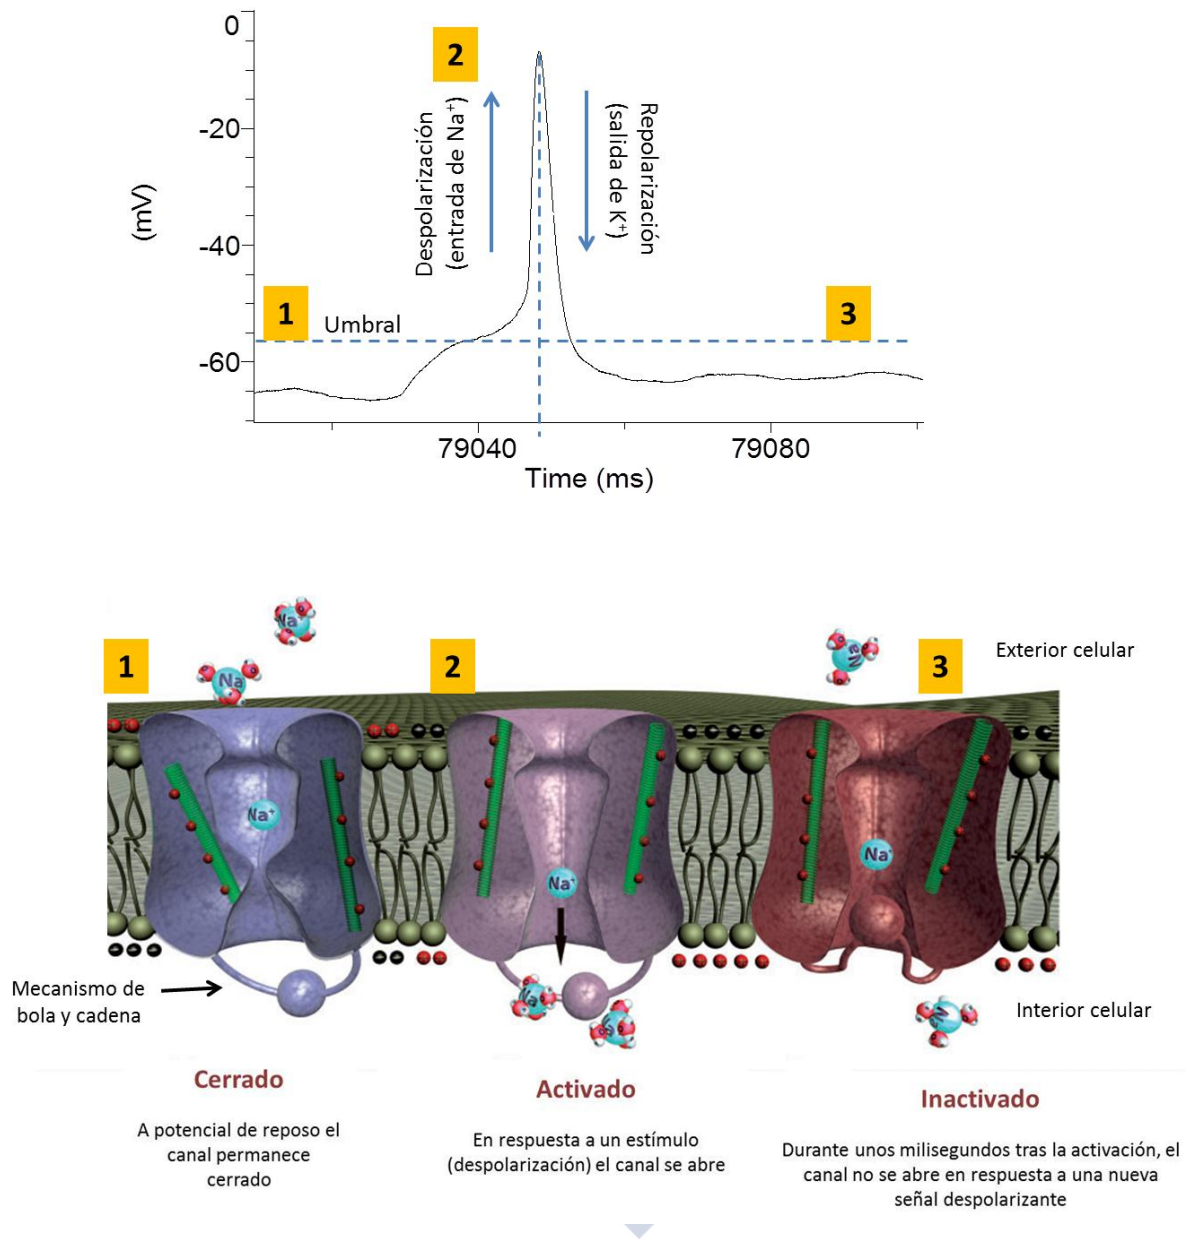 0
-20
-40
-60
(mV)
2
Despolarización
(entrada de Na⁺)
Repolarización
(salida de K⁺)
1
Umbral
3
79040
79080
Time (ms)
1
2
3
Exterior celular
Na⁺
Na
Na
Na⁺
Na⁺
Na⁺
Mecanismo de
bola y cadena
Interior celular
Cerrado
A potencial de reposo el
canal permanece
cerrado
Activado
En respuesta a un estímulo
(despolarización) el canal se abre
Inactivado
Durante unos milisegundos tras la activación, el
canal no se abre en respuesta a una nueva
señal despolarizante